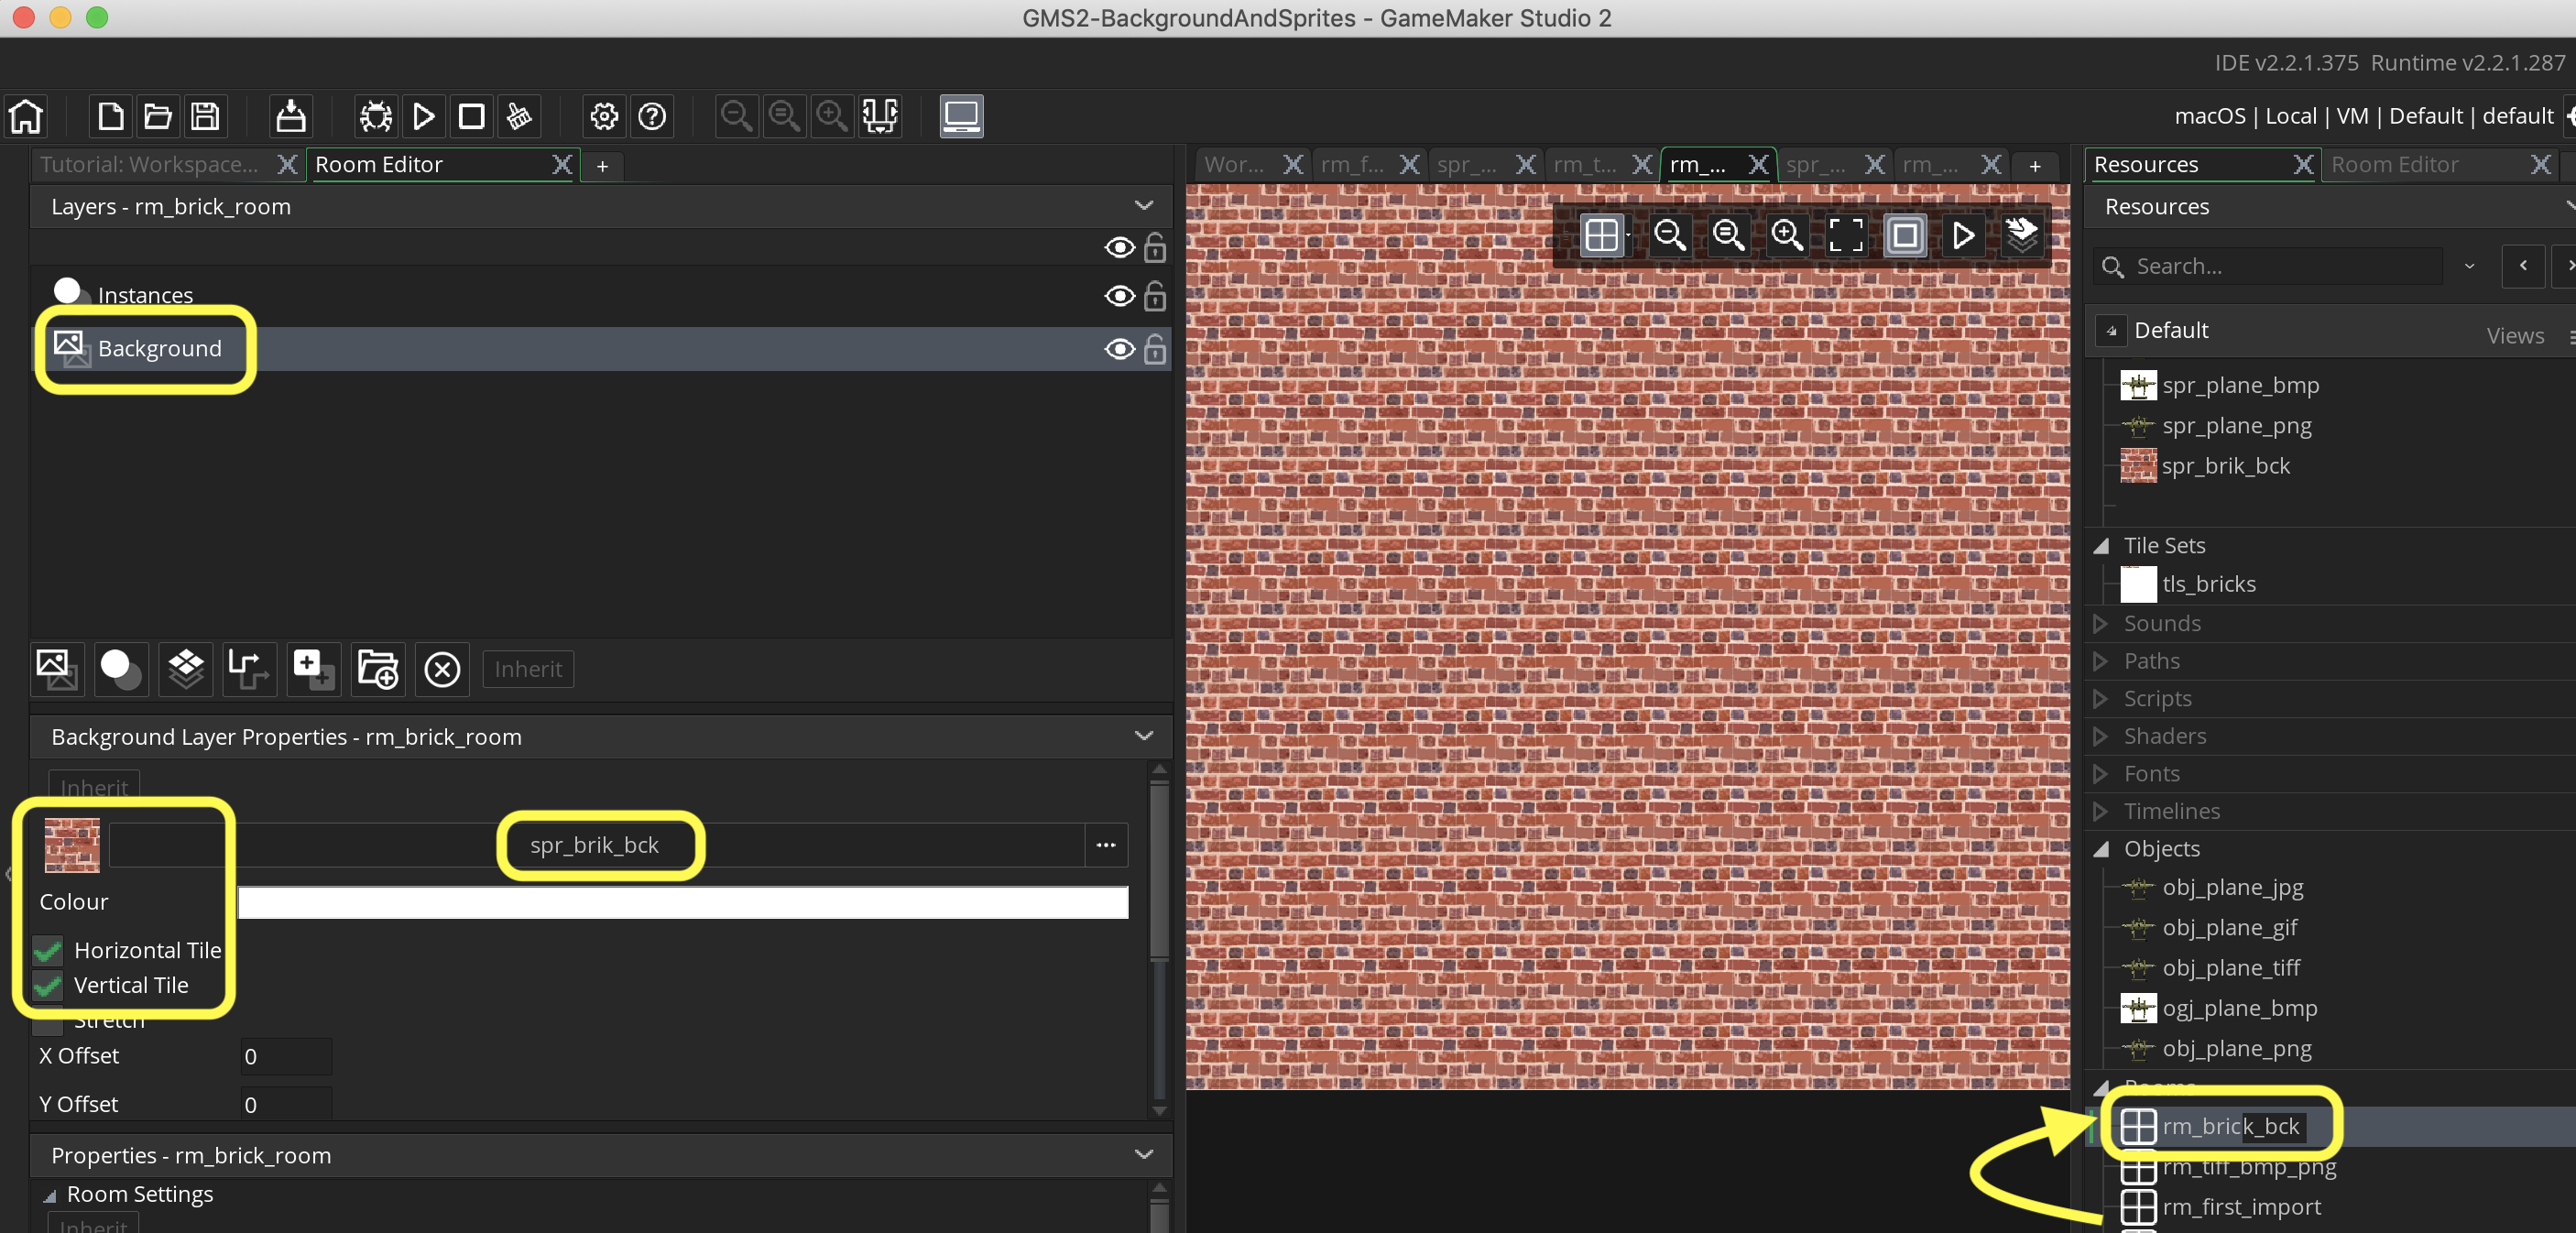 GMS2-BackgroundAndSprites - GameMaker Studio 2
IDE v2.2.1.375 Runtime v2.2.1.287
macOS | Local | VM | Default | default
Tutorial: Workspace...
Room Editor
+
Layers - rm_brick_room
Instances
Background
Inherit
Background Layer Properties - rm_brick_room
Inherit
spr_brik_bck
...
Colour
Horizontal Tile
Vertical Tile
Stretch
X Offset
0
Y Offset
0
Properties - rm_brick_room
Room Settings
Inherit
Wor...
rm_f...
spr_...
rm_t...
rm_...
spr_...
rm_...
+
Resources
Room Editor
Resources
Search...
Default
Views
spr_plane_bmp
spr_plane_png
spr_brik_bck
Tile Sets
tls_bricks
Sounds
Paths
Scripts
Shaders
Fonts
Timelines
Objects
obj_plane_jpg
obj_plane_gif
obj_plane_tiff
ogj_plane_bmp
obj_plane_png
Rooms
rm_brick_bck
rm_tiff_bmp_png
rm_first_import